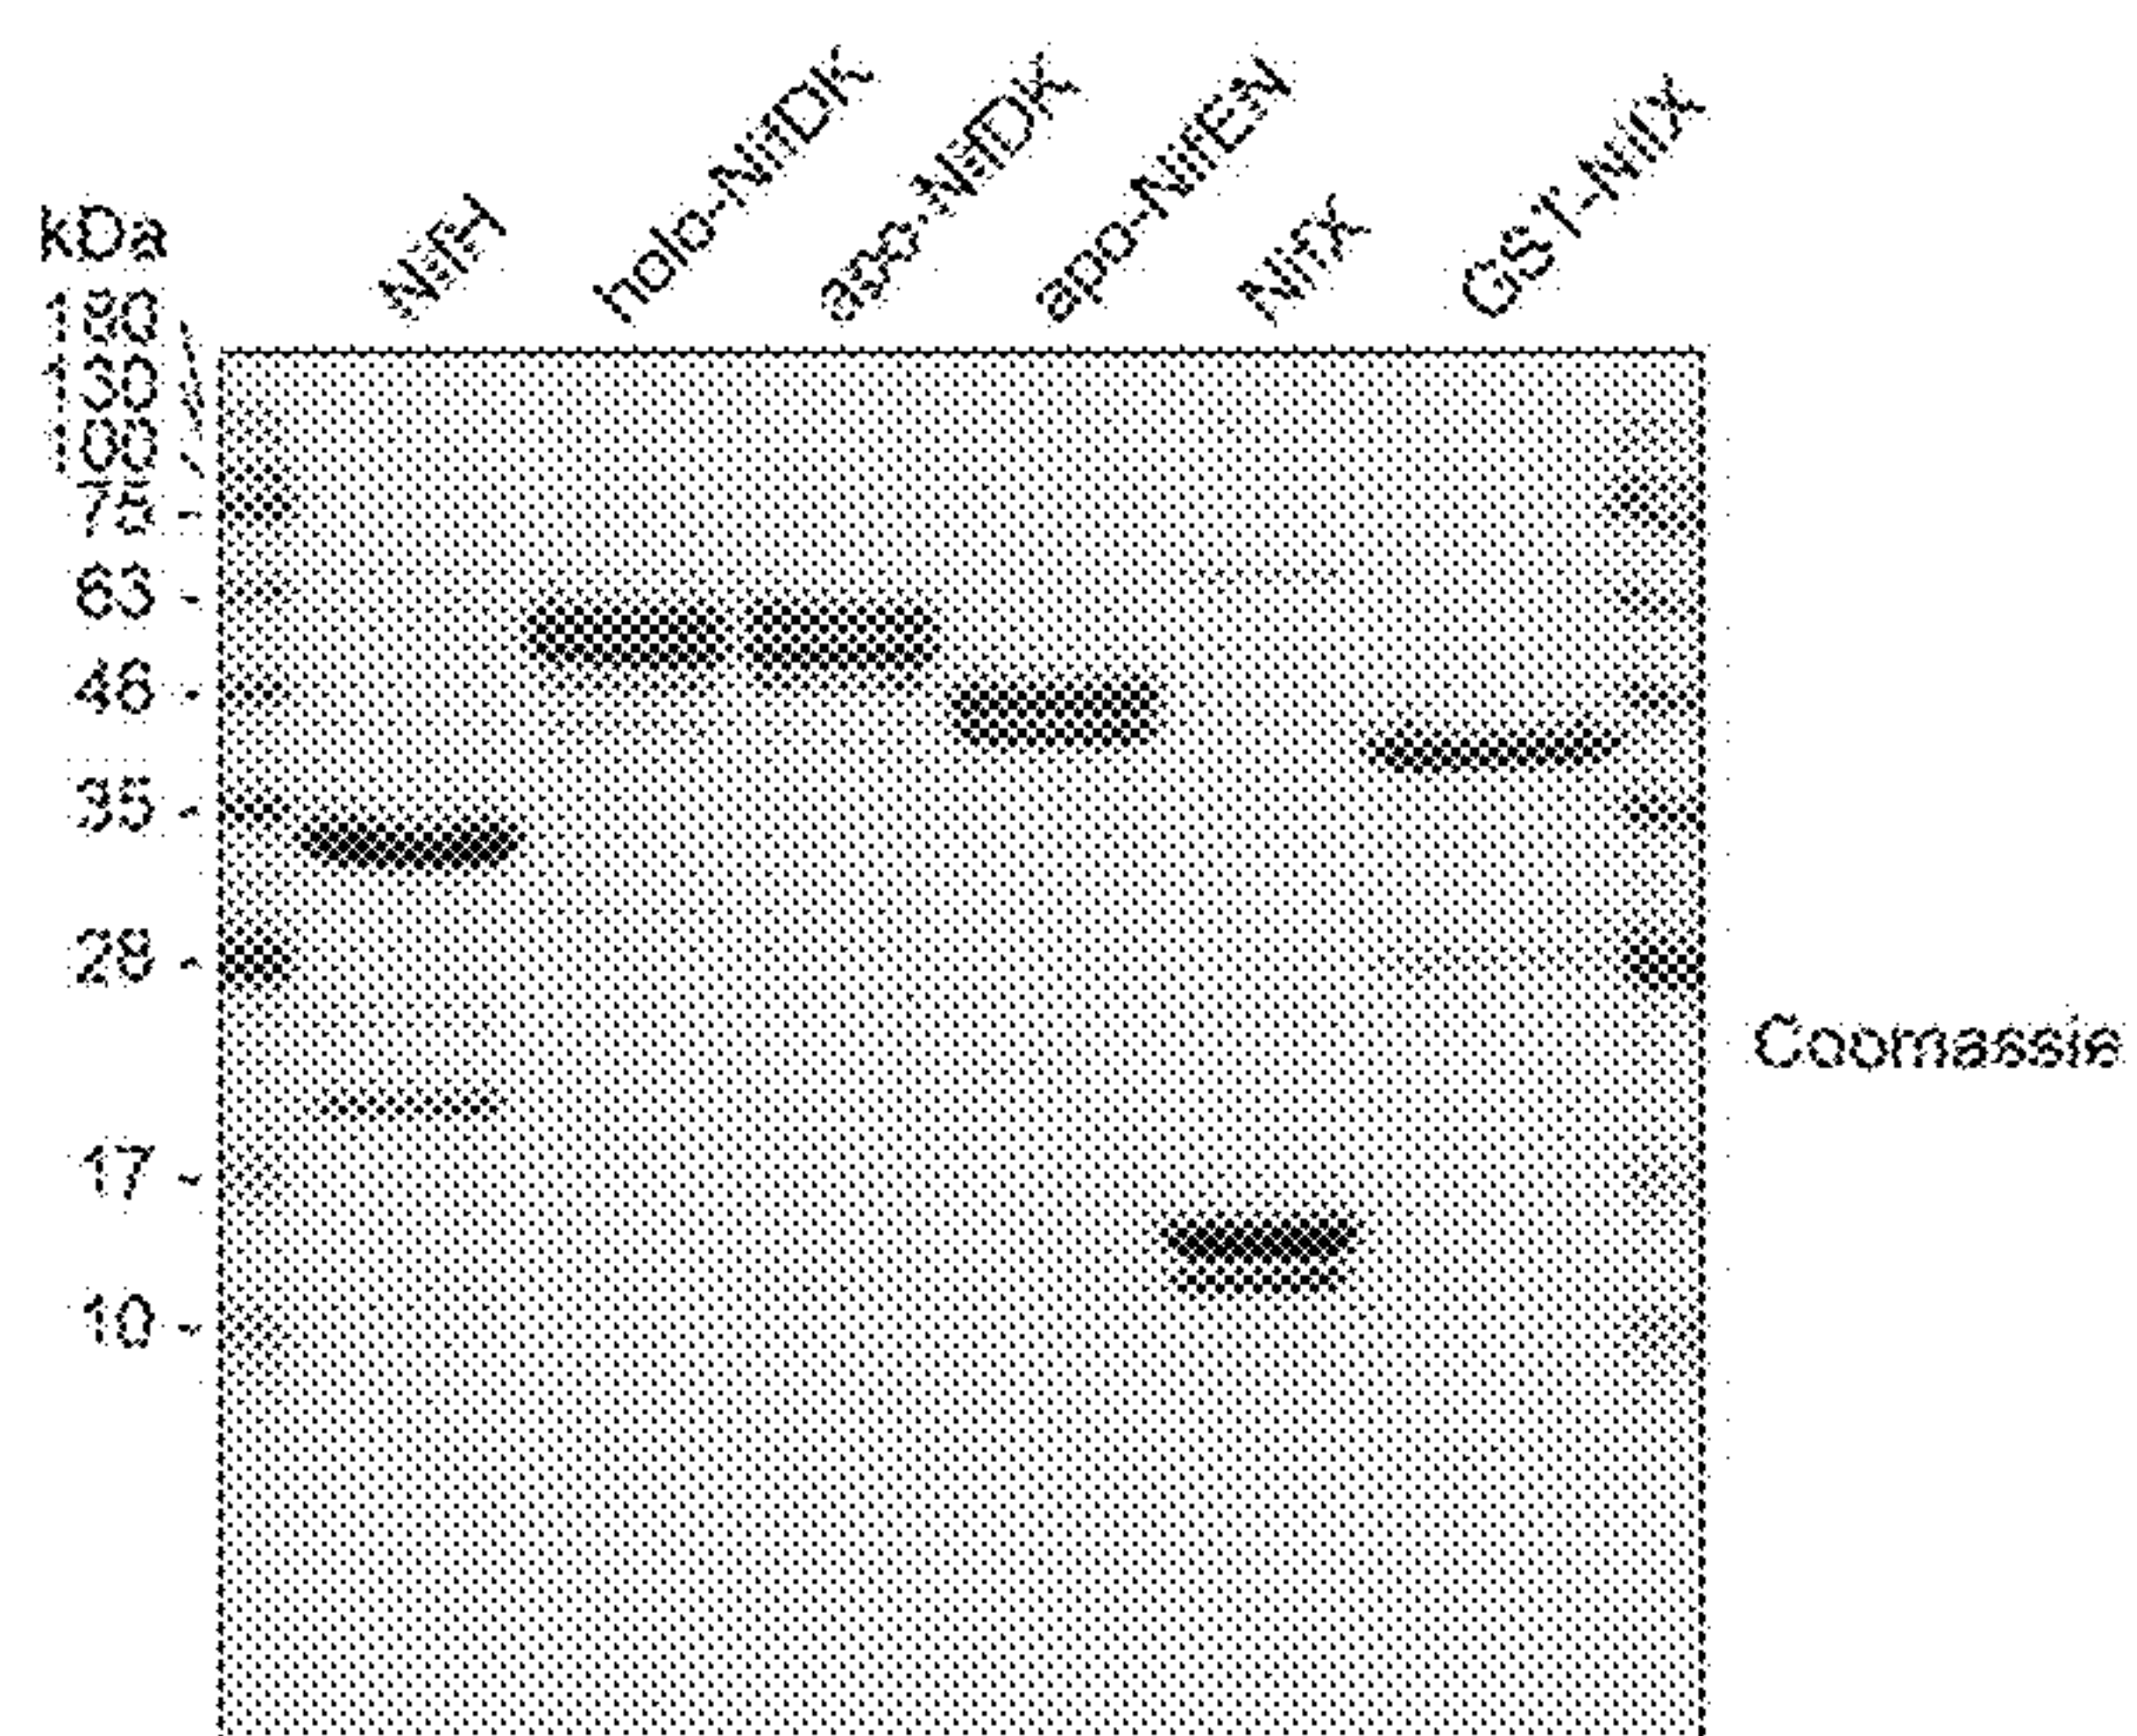 kDa
180
130
100
75
63
46
35
28
17
10
NifH
holo-NifDK
apo-NifDK
apo-NifEN
NifX
GST-NifX
Coomassie